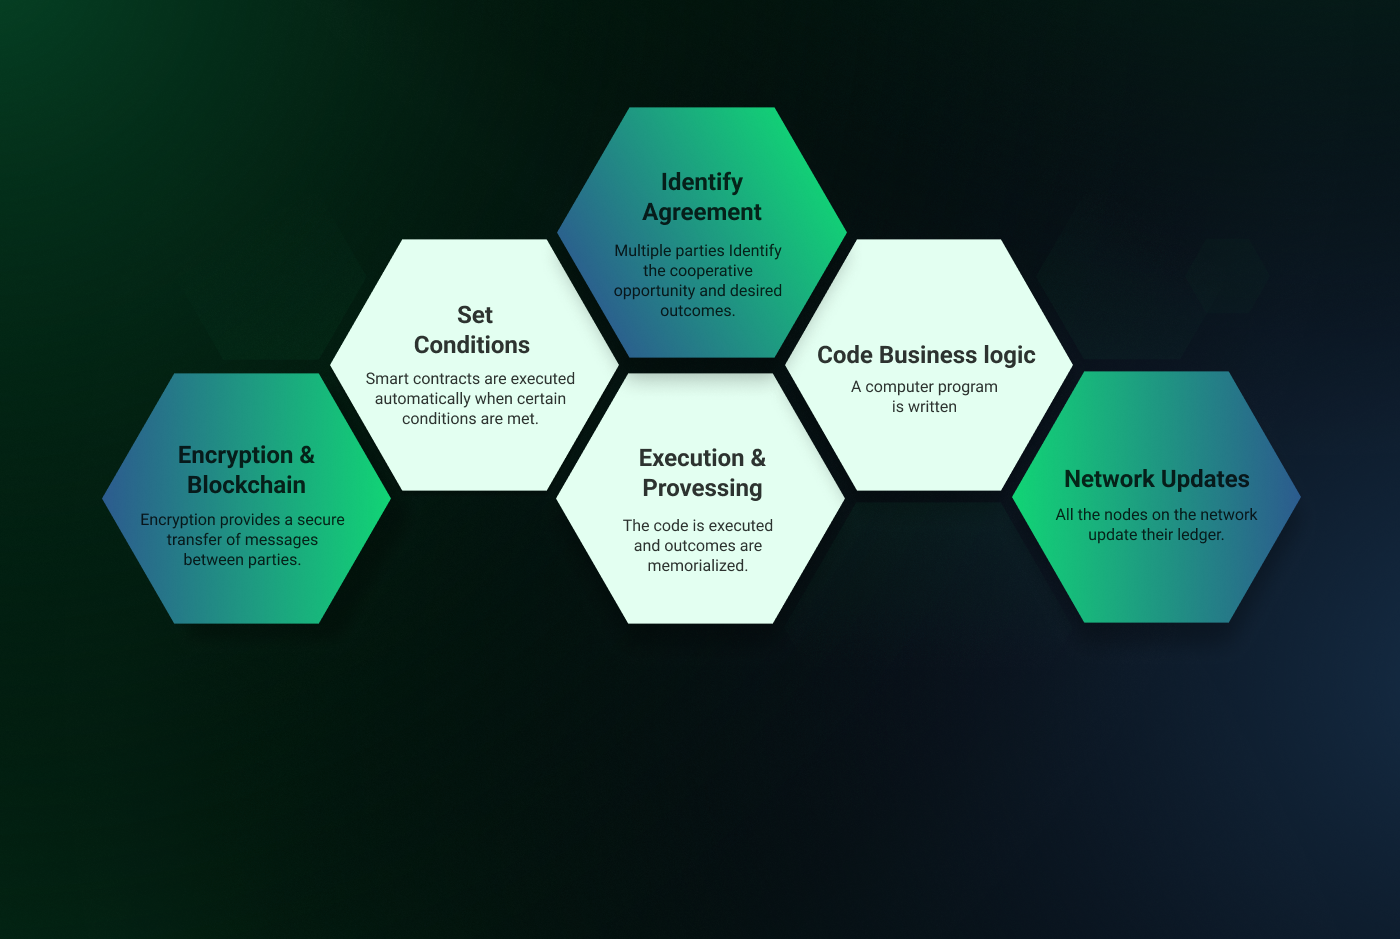 Identify
Agreement
Multiple parties Identify
the cooperative
opportunity and desired
outcomes.
Set
Conditions
Smart contracts are executed
automatically when certain
conditions are met.
Code Business logic
A computer program
is written
Encryption &
Blockchain
Encryption provides a secure
transfer of messages
between parties.
Execution &
Provessing
The code is executed
and outcomes are
memorialized.
Network Updates
All the nodes on the network
update their ledger.